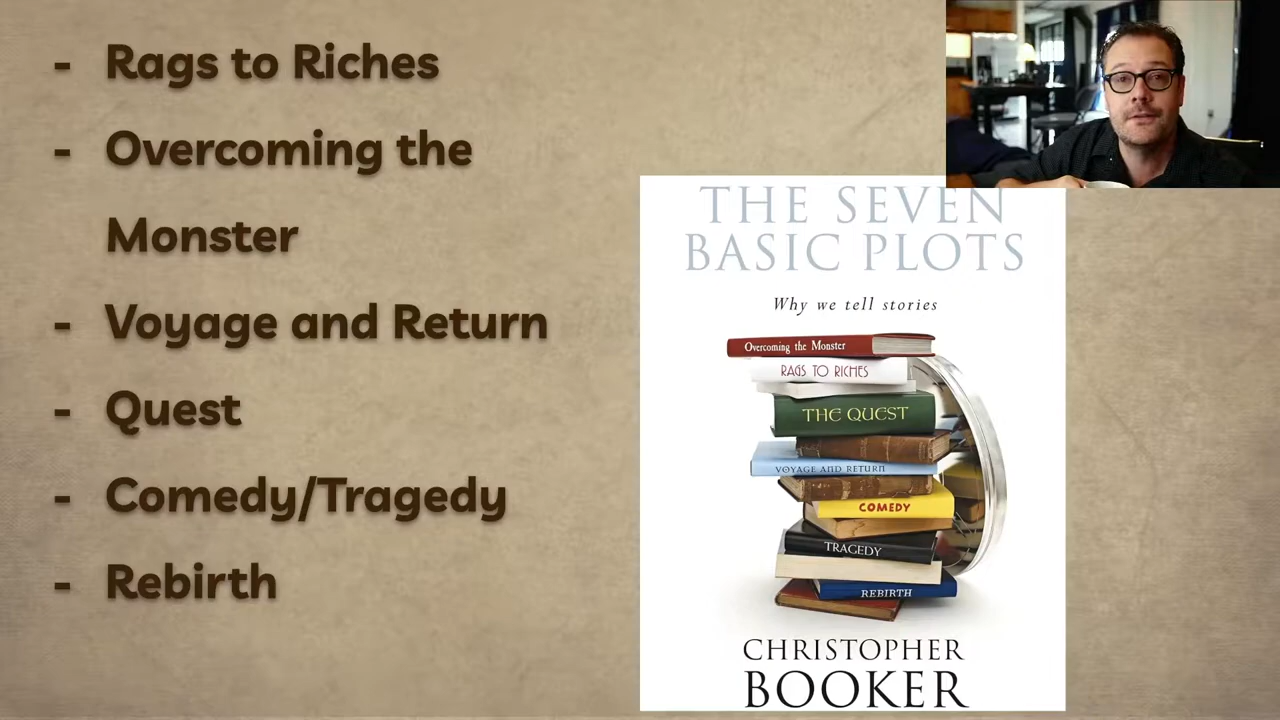 - Rags to Riches
- Overcoming the
Monster
- Voyage and Return
- Quest
- Comedy/Tragedy
- Rebirth
THE SEVEN
BASIC PLOTS
Why we tell stories
Overcoming the Monster
RAGS TO RICHES
THE QUEST
VOYAGE AND RETURN
COMEDY
TRAGEDY
REBIRTH
CHRISTOPHER
BOOKER